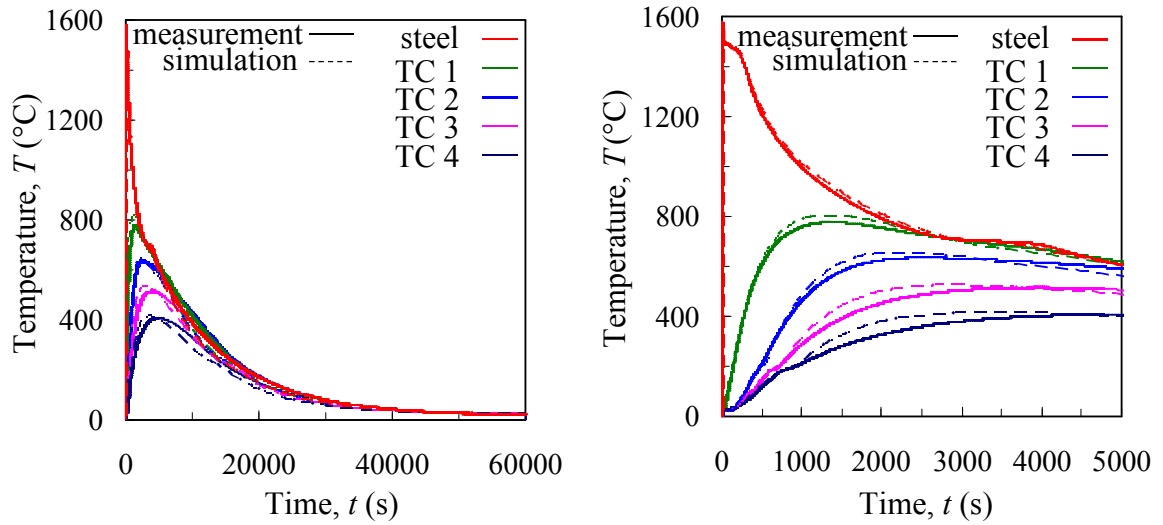 1600
1200
800
400
0
Temperature, T (°C)
measurement
simulation
steel
TC 1
TC 2
TC 3
TC 4
0 20000 40000 60000
Time, t (s)
1600
1200
800
400
0
Temperature, T (°C)
measurement
simulation
steel
TC 1
TC 2
TC 3
TC 4
0 1000 2000 3000 4000 5000
Time, t (s)